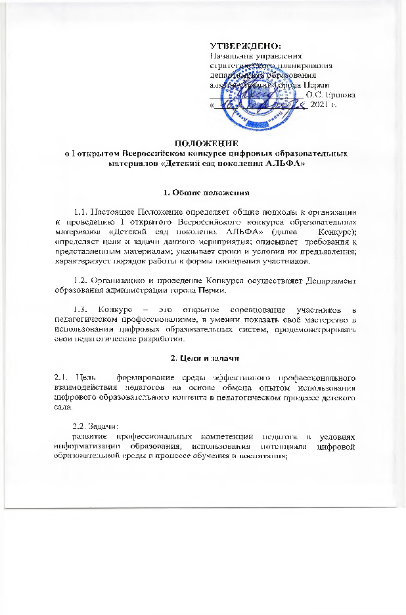 УТВЕРЖДЕНО:
Начальник управления
стратегического планирования
департамента образования
администрации города Перми
О.С. Ершова
2021 г.
ПОЛОЖЕНИЕ
о I открытом Всероссийском конкурсе цифровых образовательных
материалов «Детский сад поколения АЛЬФА»
1. Общие положения
1.1. Настоящее Положение определяет общие подходы к организации
и проведению I открытого Всероссийского конкурса образовательных
материалов «Детский сад поколения АЛЬФА» (далее Конкурс);
определяет цели и задачи данного мероприятия; описывает требования к
представленным материалам; указывает сроки и условия их предъявления;
характеризует порядок работы и формы поощрения участников.
1.2. Организацию и проведение Конкурса осуществляет Департамент
образования администрации города Перми.
1.3. Конкурс – это открытое соревнование участников в
педагогическом профессионализме, в умении показать своё мастерство в
использовании цифровых образовательных систем, продемонстрировать
свои педагогические разработки.
2. Цели и задачи
2.1. Цель формирование среды эффективного профессионального
взаимодействия педагогов на основе обмена опытом использования
цифрового образовательного контента в педагогическом процессе детского
сада
2.2. Задачи:
развитие профессиональных компетенции педагога в условиях
информатизации образования, использования потенциала цифровой
образовательной среды в процессе обучения и воспитания;